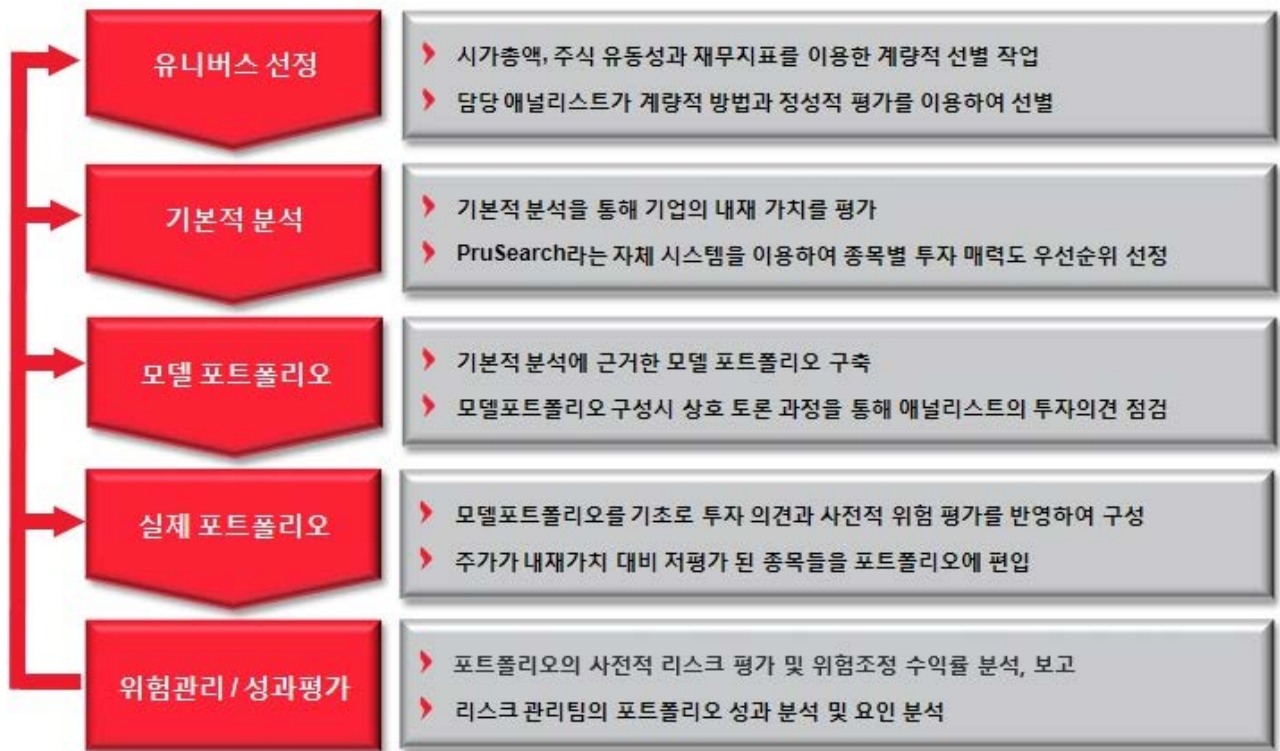 유니버스 선정
시가총액, 주식 유동성과 재무지표를 이용한 계량적 선별 작업
담당 애널리스트가 계량적 방법과 정성적 평가를 이용하여 선별
기본적 분석
기본적 분석을 통해 기업의 내재 가치를 평가
PruSearch라는 자체 시스템을 이용하여 종목별 투자 매력도 우선순위 선정
모델 포트폴리오
기본적 분석에 근거한 모델 포트폴리오 구축
모델포트폴리오 구성시 상호 토론 과정을 통해 애널리스트의 투자의견 점검
실제 포트폴리오
모델포트폴리오를 기초로 투자 의견과 사전적 위험 평가를 반영하여 구성
주가가 내재가치 대비 저평가 된 종목들을 포트폴리오에 편입
위험관리 / 성과평가
포트폴리오의 사전적 리스크 평가 및 위험조정 수익률 분석, 보고
리스크 관리팀의 포트폴리오 성과 분석 및 요인 분석